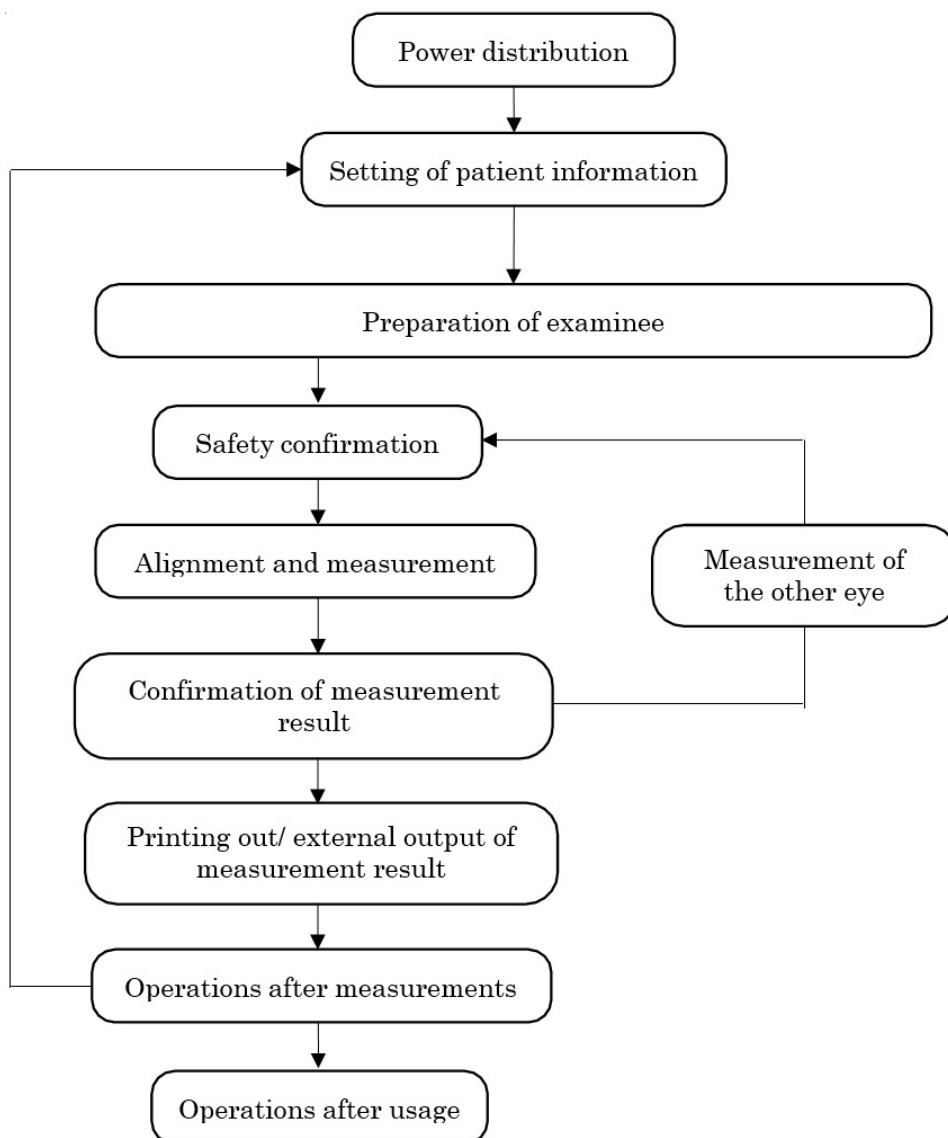 Power distribution
Setting of patient information
Preparation of examinee
Safety confirmation
Alignment and measurement
Measurement of
the other eye
Confirmation of measurement
result
Printing out/ external output of
measurement result
Operations after measurements
Operations after usage